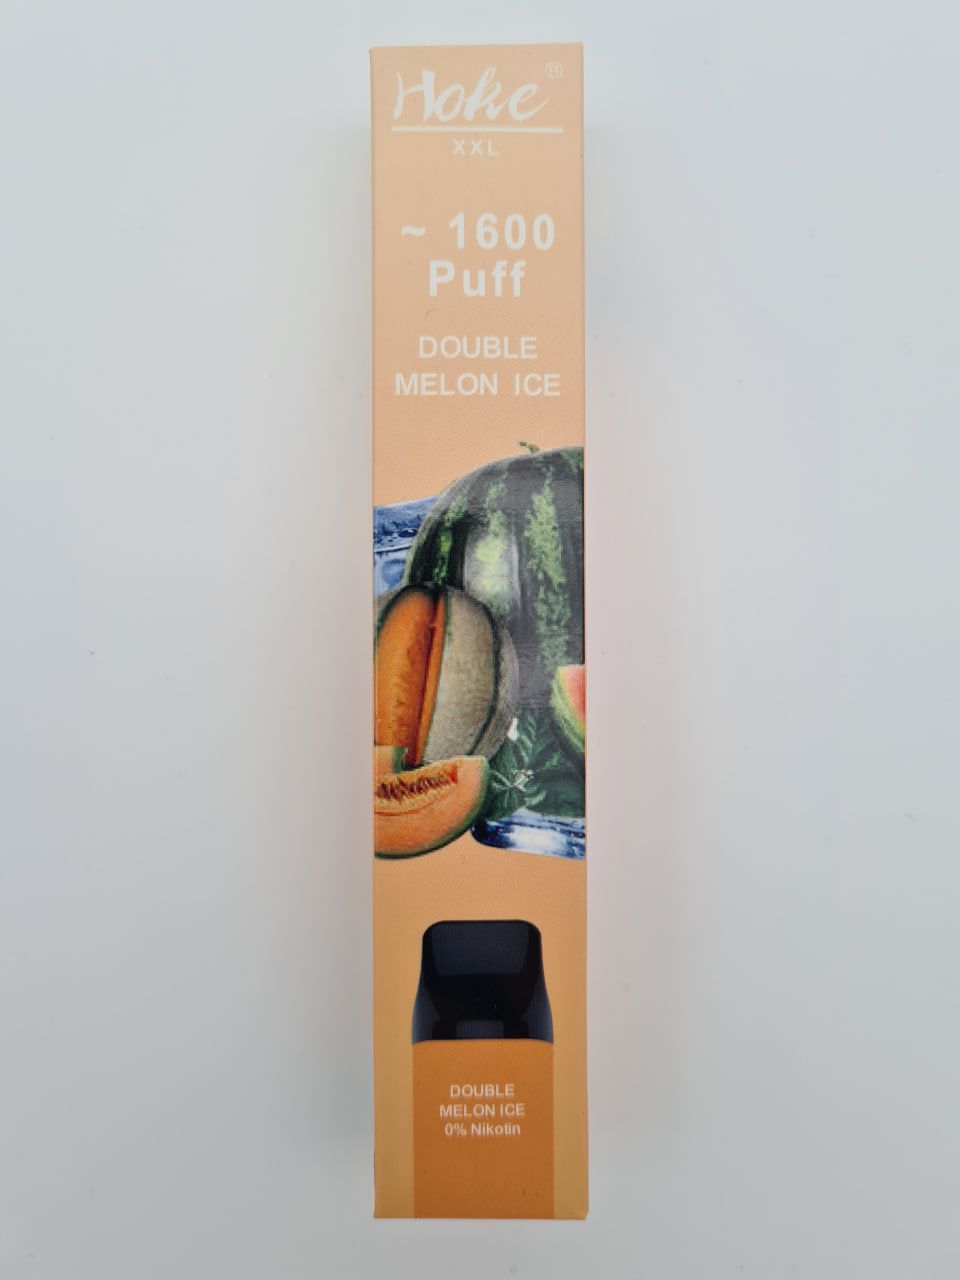 Hoke®
XXL
~ 1600
Puff
DOUBLE
MELON ICE
DOUBLE
MELON ICE
0% Nikotin